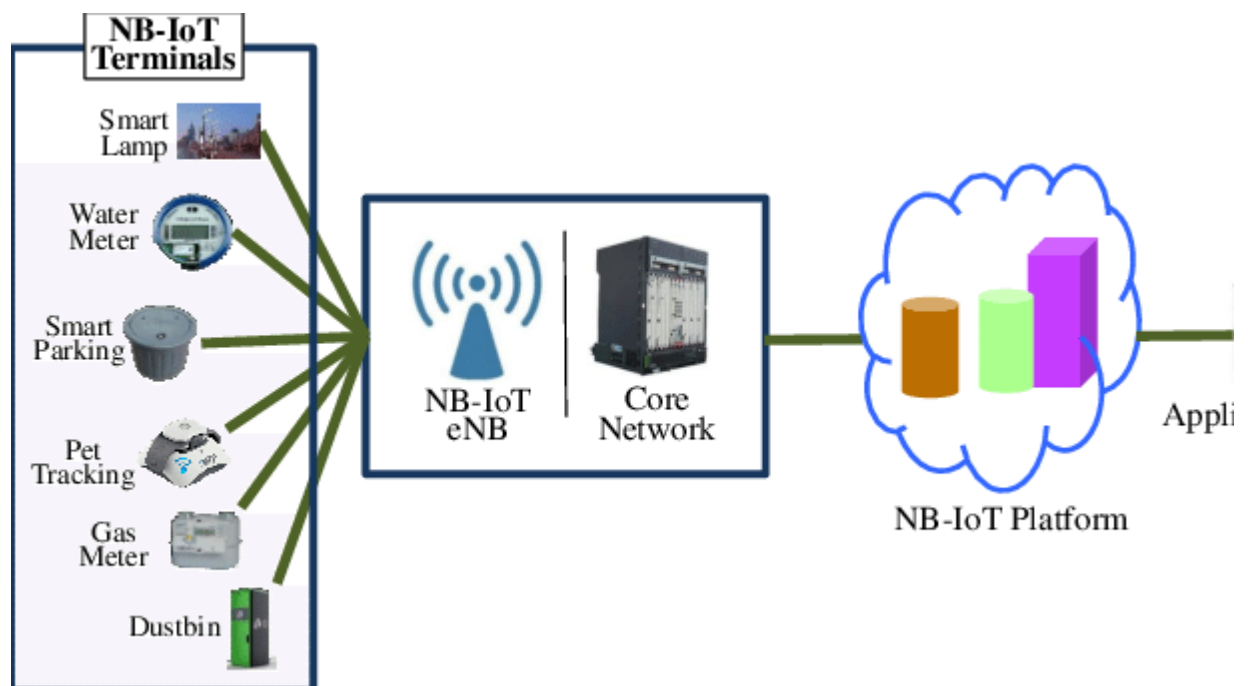 NB-IoT
Terminals
Smart
Lamp
Water
Meter
Smart
Parking
Pet
Tracking
Gas
Meter
Dustbin
NB-IoT
eNB
Core
Network
NB-IoT Platform
Appli